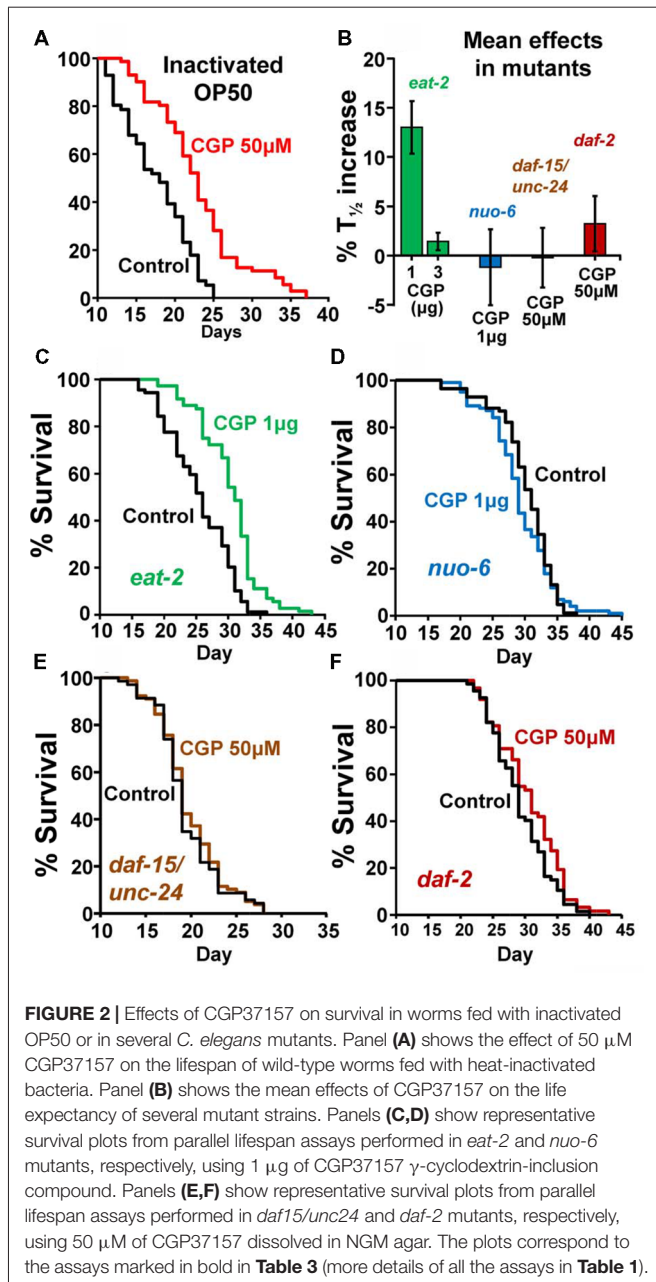 A
Inactivated
OP50
CGP 50µM
Control
100
80
60
40
20
0
10 15 20 25 30 35 40
Days
B
Mean effects
in mutants
% T½ increase
20
15
10
5
0
-5
eat-2
nuo-6
daf-15/
unc-24
daf-2
1 3
CGP
(µg)
CGP
1µg
CGP
50µM
CGP
50µM
C
% Survival
100
80
60
40
20
0
CGP 1µg
Control
eat-2
10 15 20 25 30 35 40 45
Day
D
% Survival
100
80
60
40
20
0
Control
CGP 1µg
nuo-6
10 15 20 25 30 35 40 45
Day
E
% Survival
100
80
60
40
20
0
CGP 50µM
Control
daf-15/
unc-24
10 15 20 25 30 35
Day
F
% Survival
100
80
60
40
20
0
CGP 50µM
Control
daf-2
10 15 20 25 30 35 40 45
Day
FIGURE 2 | Effects of CGP37157 on survival in worms fed with inactivated
OP50 or in several C. elegans mutants. Panel (A) shows the effect of 50 µM
CGP37157 on the lifespan of wild-type worms fed with heat-inactivated
bacteria. Panel (B) shows the mean effects of CGP37157 on the life
expectancy of several mutant strains. Panels (C,D) show representative
survival plots from parallel lifespan assays performed in eat-2 and nuo-6
mutants, respectively, using 1 µg of CGP37157 γ-cyclodextrin-inclusion
compound. Panels (E,F) show representative survival plots from parallel
lifespan assays performed in daf15/unc24 and daf-2 mutants, respectively,
using 50 µM of CGP37157 dissolved in NGM agar. The plots correspond to
the assays marked in bold in Table 3 (more details of all the assays in Table 1).